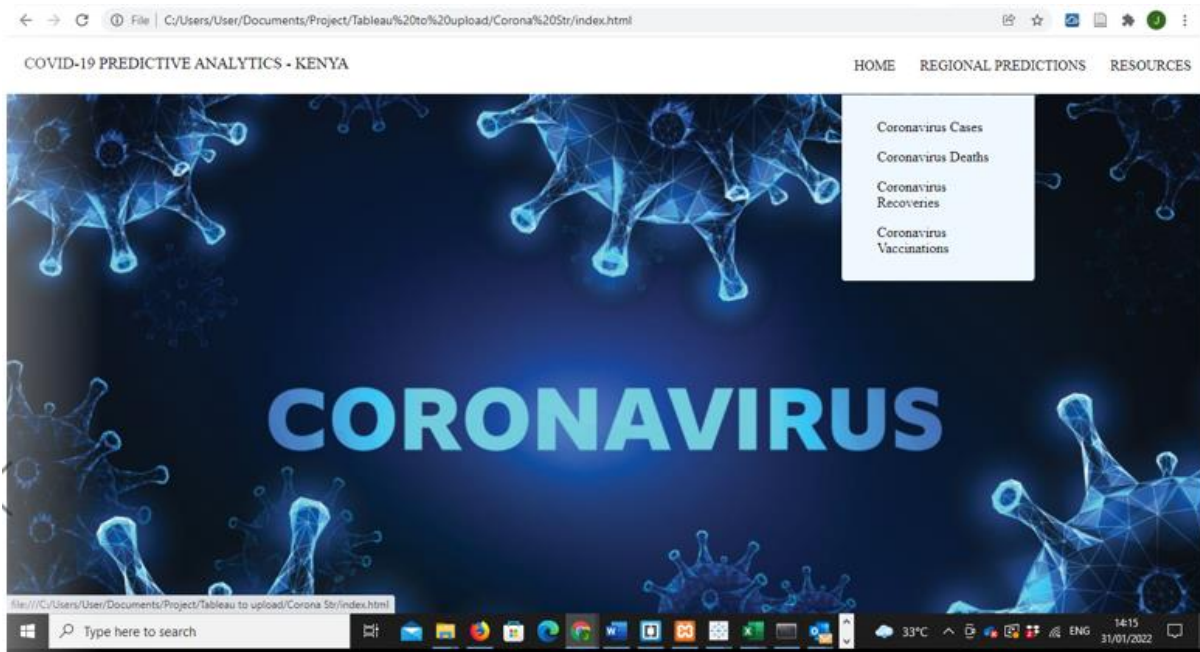 File | C:/Users/User/Documents/Project/Tableau%20to%20upload/Corona%20Str/index.html
J
COVID-19 PREDICTIVE ANALYTICS - KENYA
HOME REGIONAL PREDICTIONS RESOURCES
Coronavirus Cases
Coronavirus Deaths
Coronavirus
Recoveries
Coronavirus
Vaccinations
CORONAVIRUS
file:///C:/Users/User/Documents/Project/Tableau to upload/Corona Str/index.html
Type here to search
33°C ENG
14:15
31/01/2022